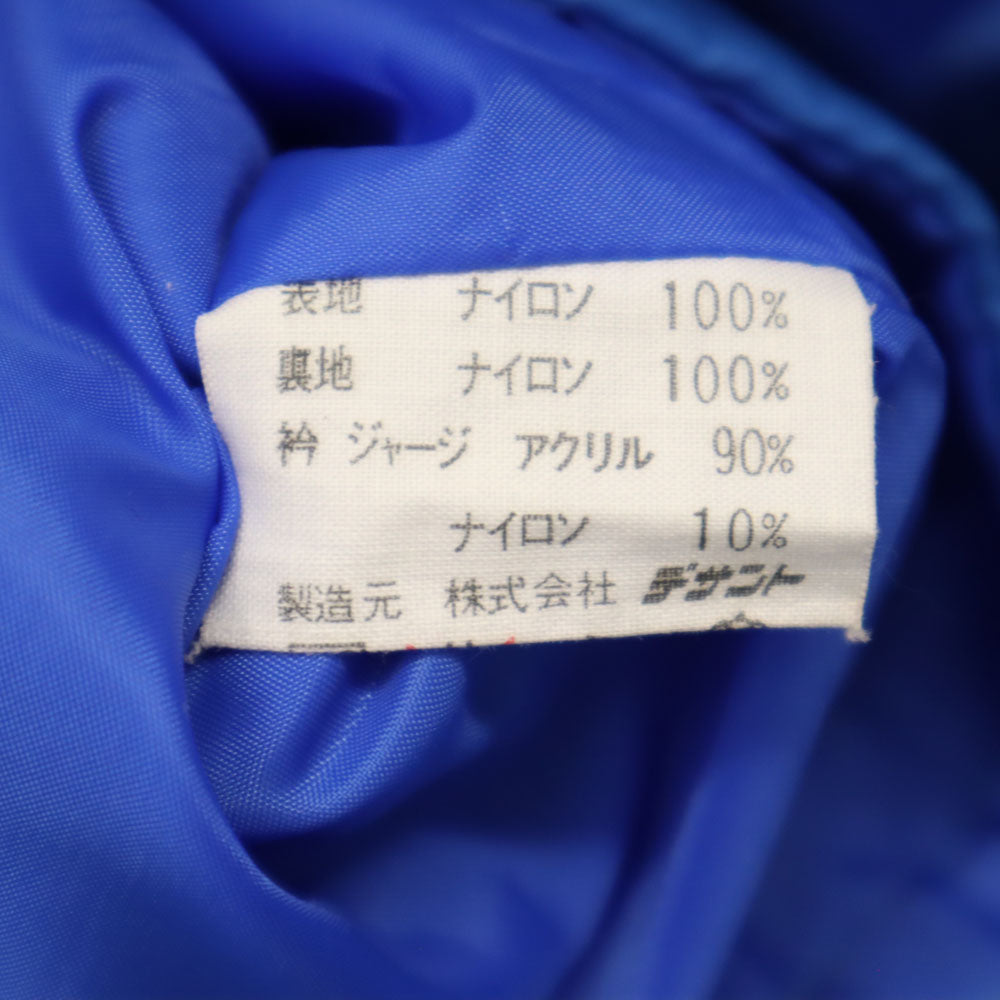 表地 ナイロン 100%
裏地 ナイロン 100%
衿 ジャージ アクリル 90%
ナイロン 10%
製造元 株式会社 デサント